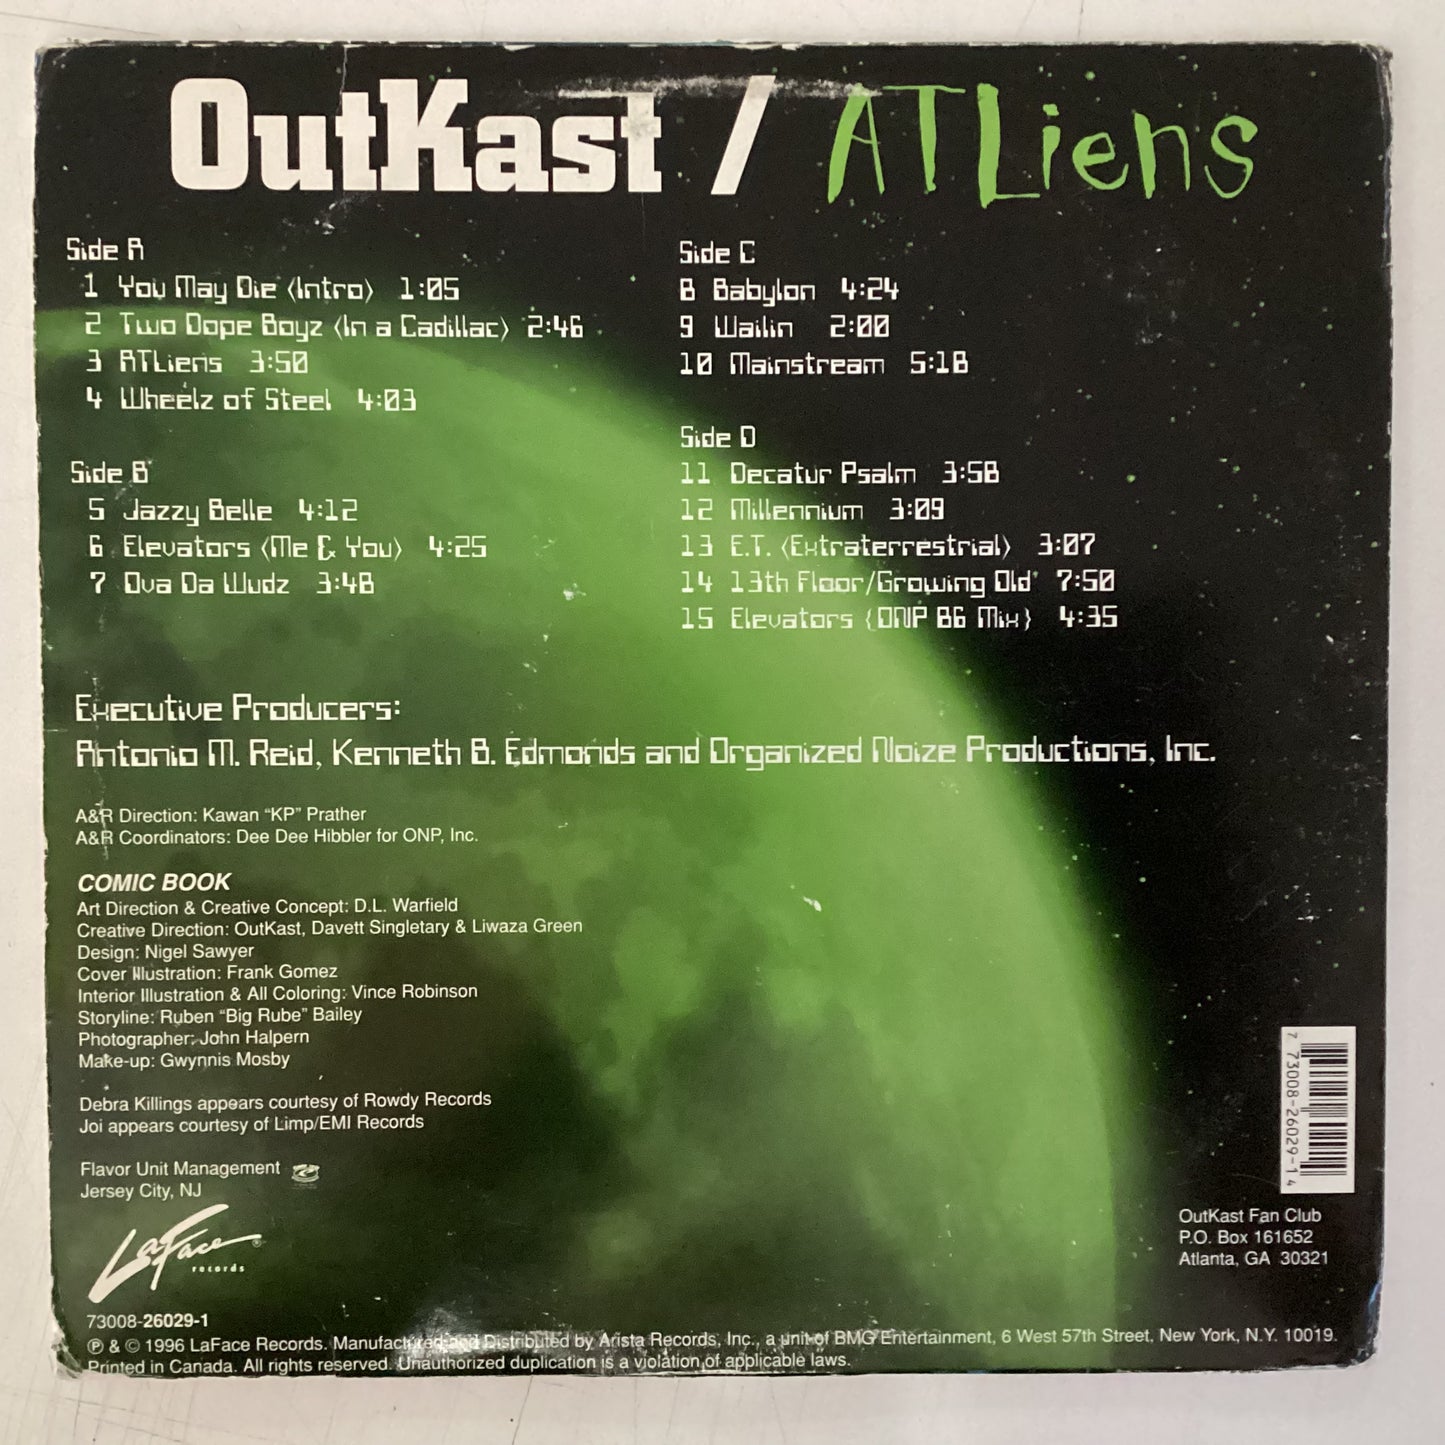 OutKast / ATLiens
Side A
1 You May Die (Intro) 1:05
2 Two Dope Boyz (In a Cadillac) 2:46
3 ATLiens 3:50
4 Wheelz of Steel 4:03
Side B
5 Jazzy Belle 4:12
6 Elevators (Me & You) 4:25
7 Ova Da Wudz 3:48
Side C
8 Babylon 4:24
9 Wailin 2:00
10 Mainstream 5:18
Side D
11 Decatur Psalm 3:58
12 Millennium 3:09
13 E.T. (Extraterrestrial) 3:07
14 13th Floor/Growing Old 7:50
15 Elevators {ONP 86 Mix} 4:35
Executive Producers:
Antonio M. Reid, Kenneth B. Edmonds and Organized Noize Productions, Inc.
A&R Direction: Kawan "KP" Prather
A&R Coordinators: Dee Dee Hibbler for ONP, Inc.
COMIC BOOK
Art Direction & Creative Concept: D.L. Warfield
Creative Direction: OutKast, Davett Singletary & Liwaza Green
Design: Nigel Sawyer
Cover Illustration: Frank Gomez
Interior Illustration & All Coloring: Vince Robinson
Storyline: Ruben "Big Rube" Bailey
Photographer: John Halpern
Make-up: Gwynnis Mosby
Debra Killings appears courtesy of Rowdy Records
Joi appears courtesy of Limp/EMI Records
Flavor Unit Management
Jersey City, NJ
LaFace ®
records
73008-26029-1
7 73008-26029-1 4
OutKast Fan Club
P.O. Box 161652
Atlanta, GA 30321
℗ & © 1996 LaFace Records. Manufactured and Distributed by Arista Records, Inc., a unit of BMG Entertainment, 6 West 57th Street, New York, N.Y. 10019.
Printed in Canada. All rights reserved. Unauthorized duplication is a violation of applicable laws.